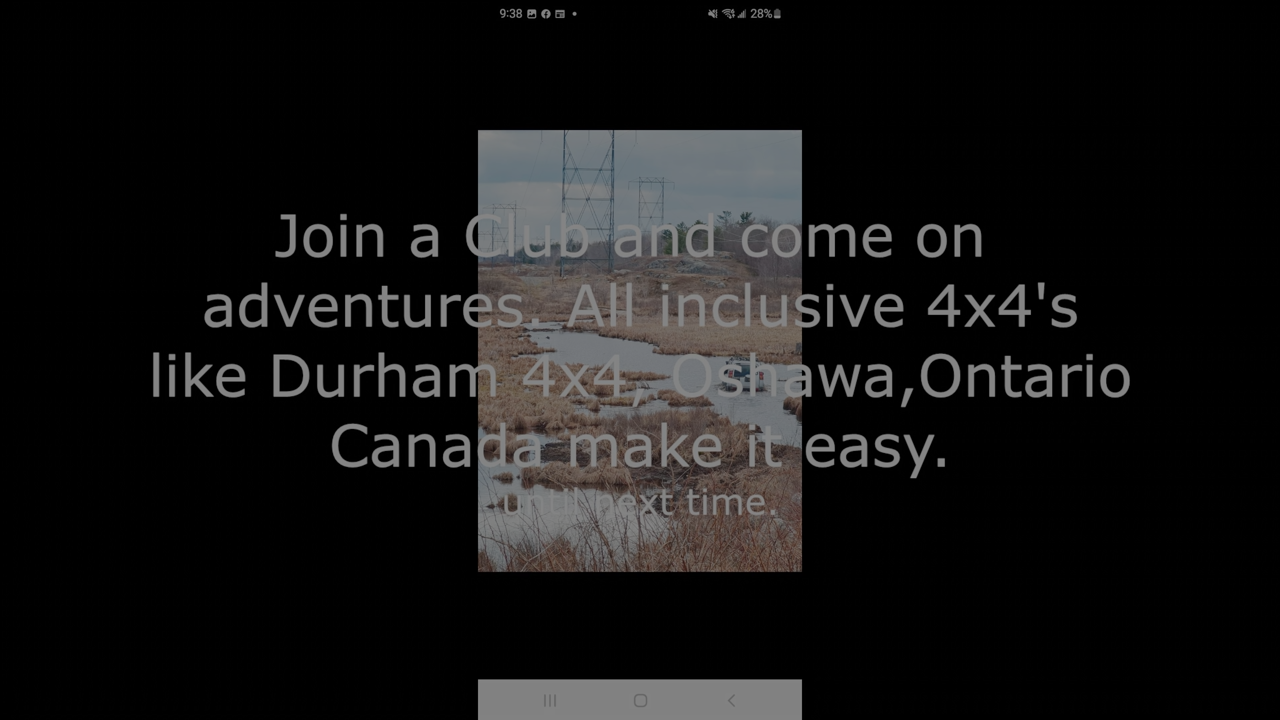 9:38 28%
Join a Club and come on
adventures. All inclusive 4x4's
like Durham 4x4, Oshawa,Ontario
Canada make it easy.
until next time.